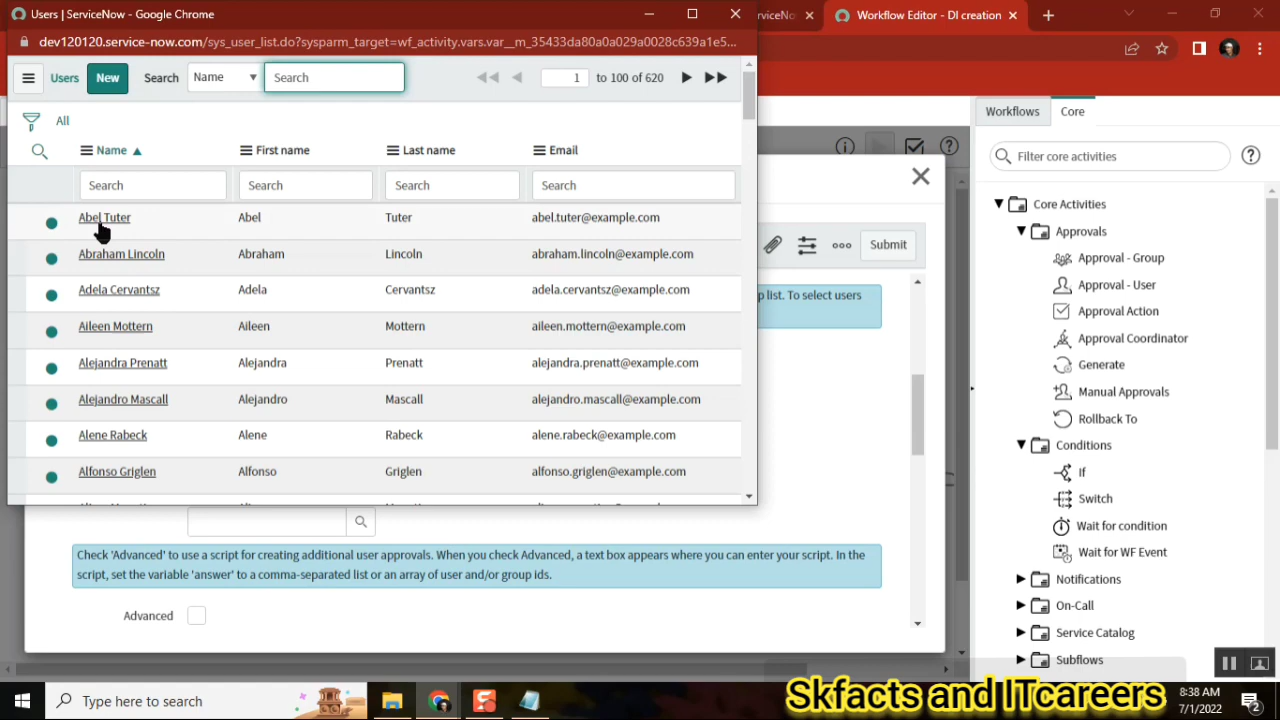 Users | ServiceNow - Google Chrome
dev120120.service-now.com/sys_user_list.do?sysparm_target=wf_activity.vars.var__m_35433da80a0a029a0028c639a1e5...
Users New Search Name Search 1 to 100 of 620
All
Name First name Last name Email
Search Search Search Search
Abel Tuter Abel Tuter abel.tuter@example.com
Abraham Lincoln Abraham Lincoln abraham.lincoln@example.com
Adela Cervantsz Adela Cervantsz adela.cervantsz@example.com
Aileen Mottern Aileen Mottern aileen.mottern@example.com
Alejandra Prenatt Alejandra Prenatt alejandra.prenatt@example.com
Alejandro Mascall Alejandro Mascall alejandro.mascall@example.com
Alene Rabeck Alene Rabeck alene.rabeck@example.com
Alfonso Griglen Alfonso Griglen alfonso.griglen@example.com
Workflow Editor - DI creation
Submit
list. To select users
Check 'Advanced' to use a script for creating additional user approvals. When you check Advanced, a text box appears where you can enter your script. In the
script, set the variable 'answer' to a comma-separated list or an array of user and/or group ids.
Advanced
Workflows Core
Filter core activities
Core Activities
Approvals
Approval - Group
Approval - User
Approval Action
Approval Coordinator
Generate
Manual Approvals
Rollback To
Conditions
If
Switch
Wait for condition
Wait for WF Event
Notifications
On-Call
Service Catalog
Subflows
Skfacts and ITcareers
Type here to search
8:38 AM
7/1/2022
2